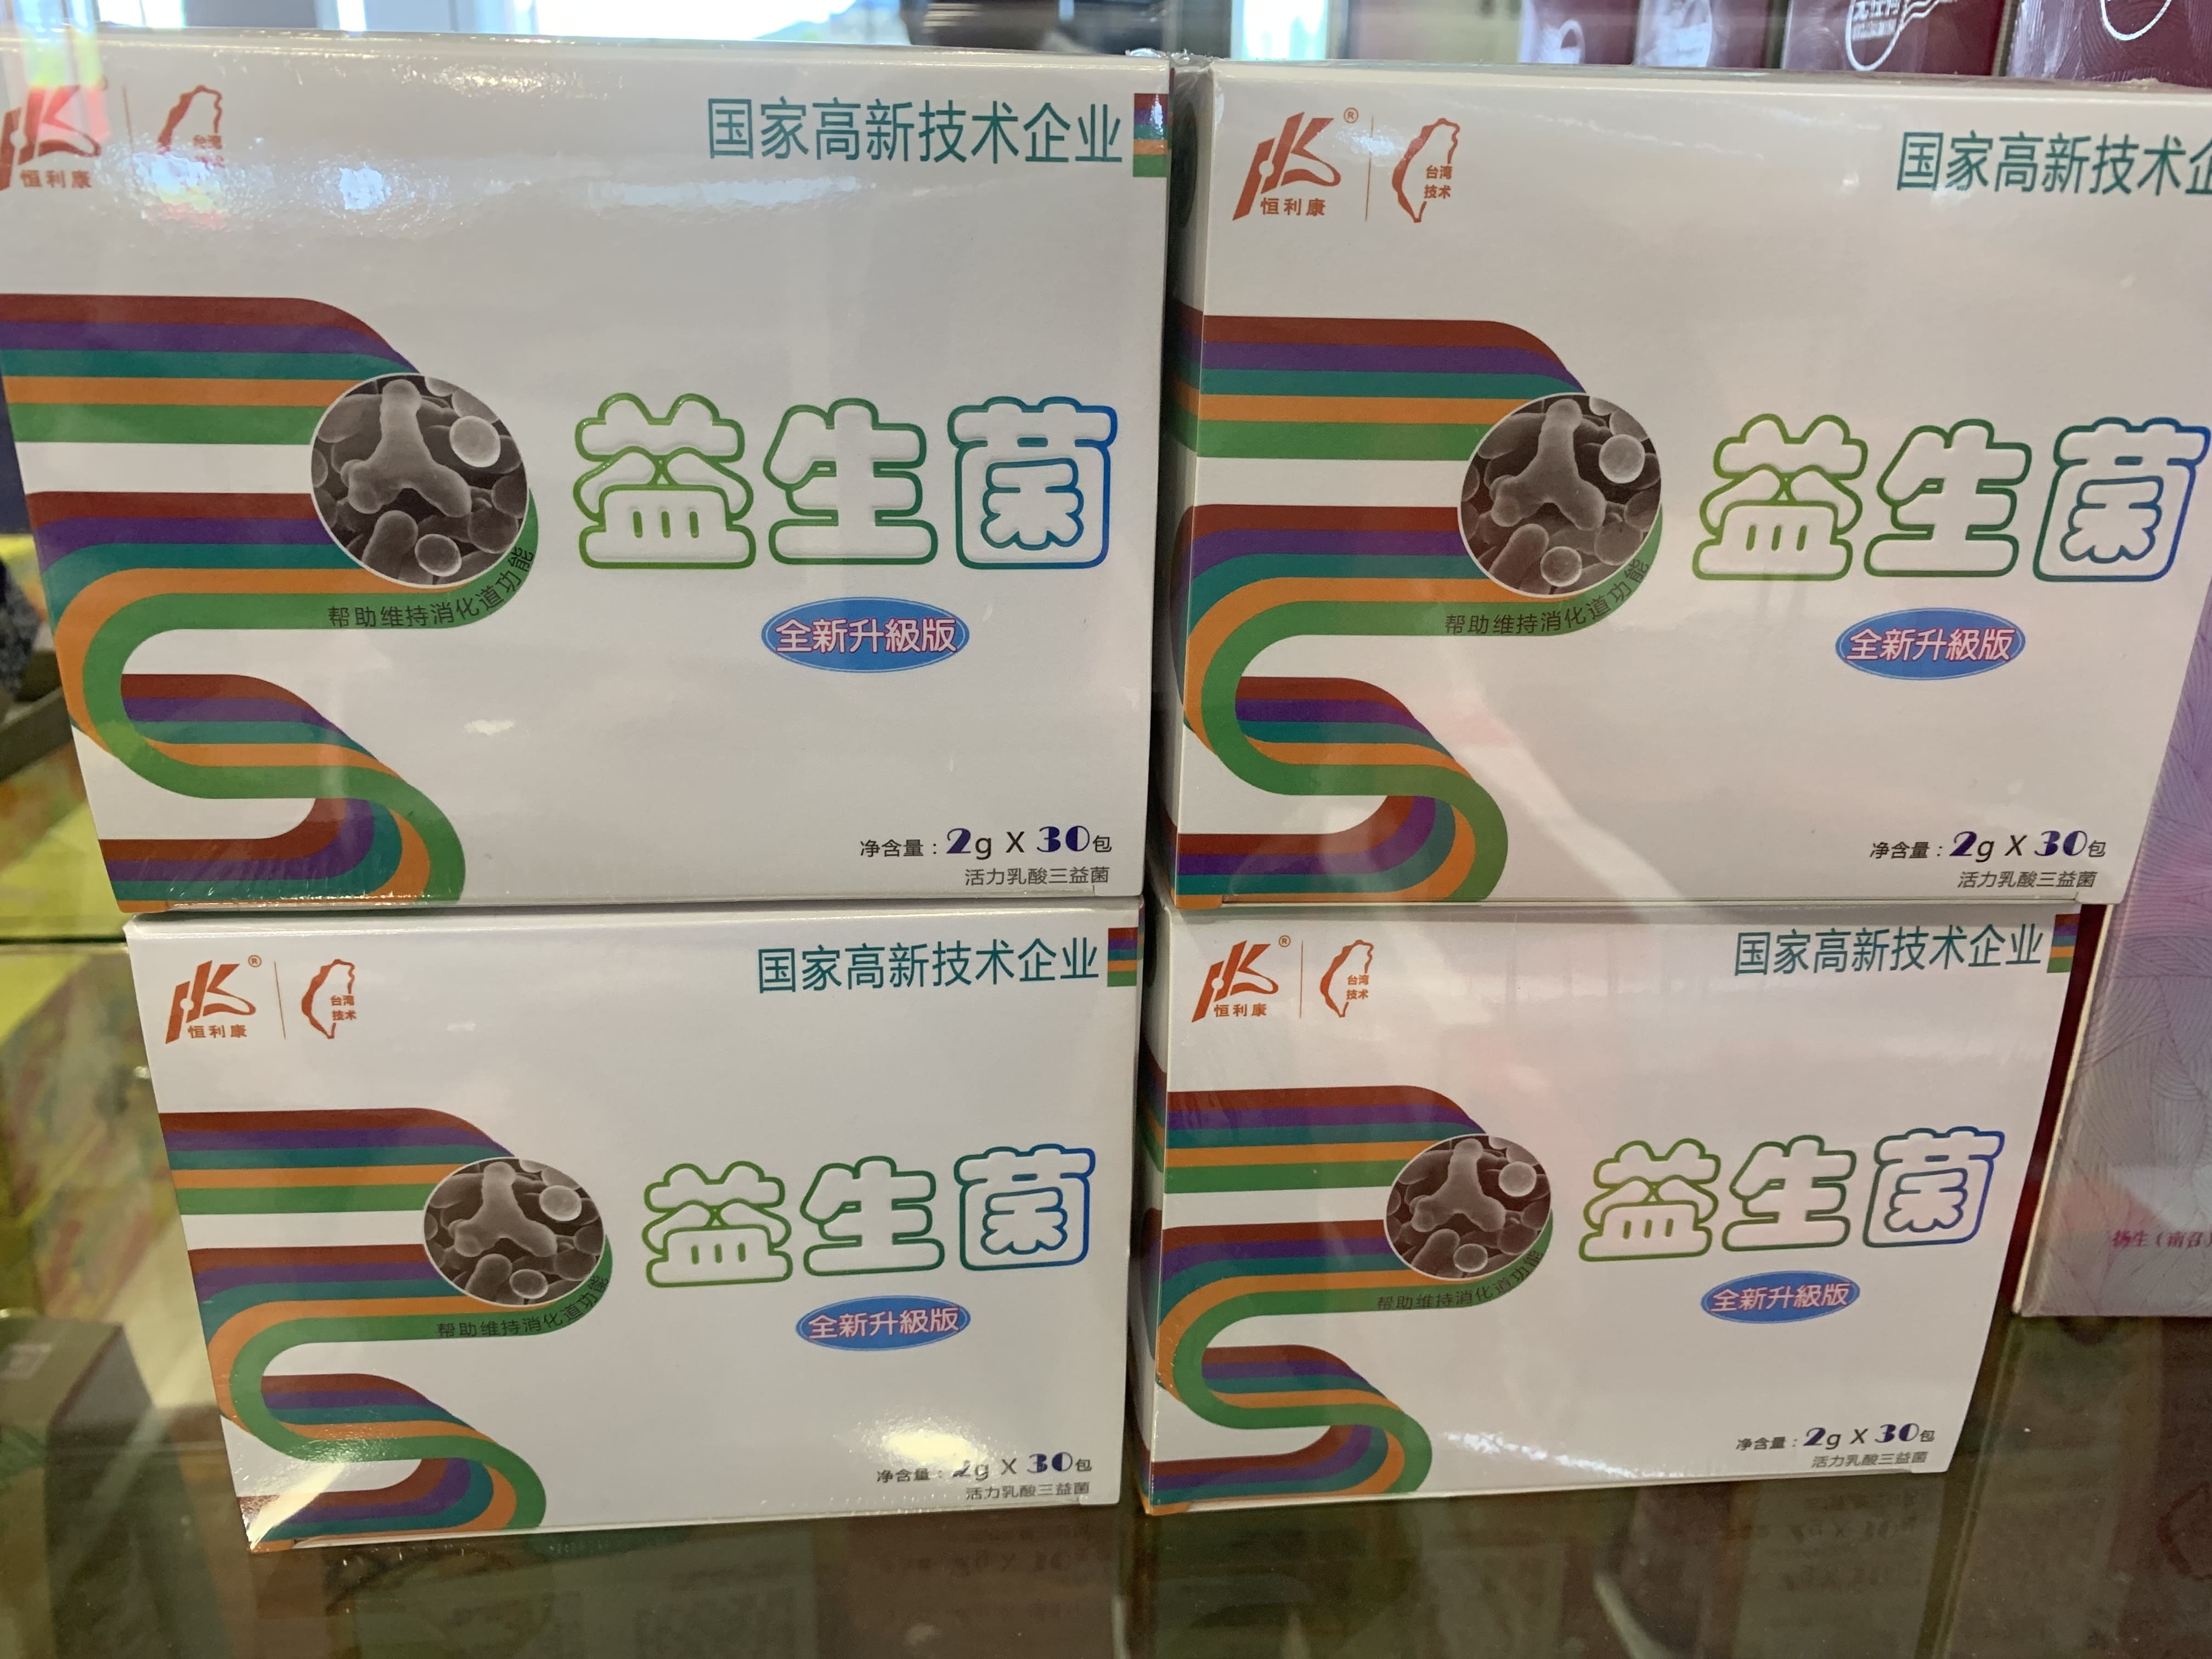 恒利康
台湾
技术
国家高新技术企业
益生菌
帮助维持消化道功能
全新升級版
净含量：2g X 30包
活力乳酸三益菌
®
恒利康
台湾
技术
国家高新技术企
益生菌
帮助维持消化道功能
全新升級版
净含量：2g X 30包
活力乳酸三益菌
®
恒利康
台湾
技术
国家高新技术企业
益生菌
帮助维持消化道功能
全新升級版
净含量：2g X 30包
活力乳酸三益菌
®
恒利康
台湾
技术
国家高新技术企业
益生菌
帮助维持消化道功能
全新升級版
净含量：2g X 30包
活力乳酸三益菌
扬生（南召）